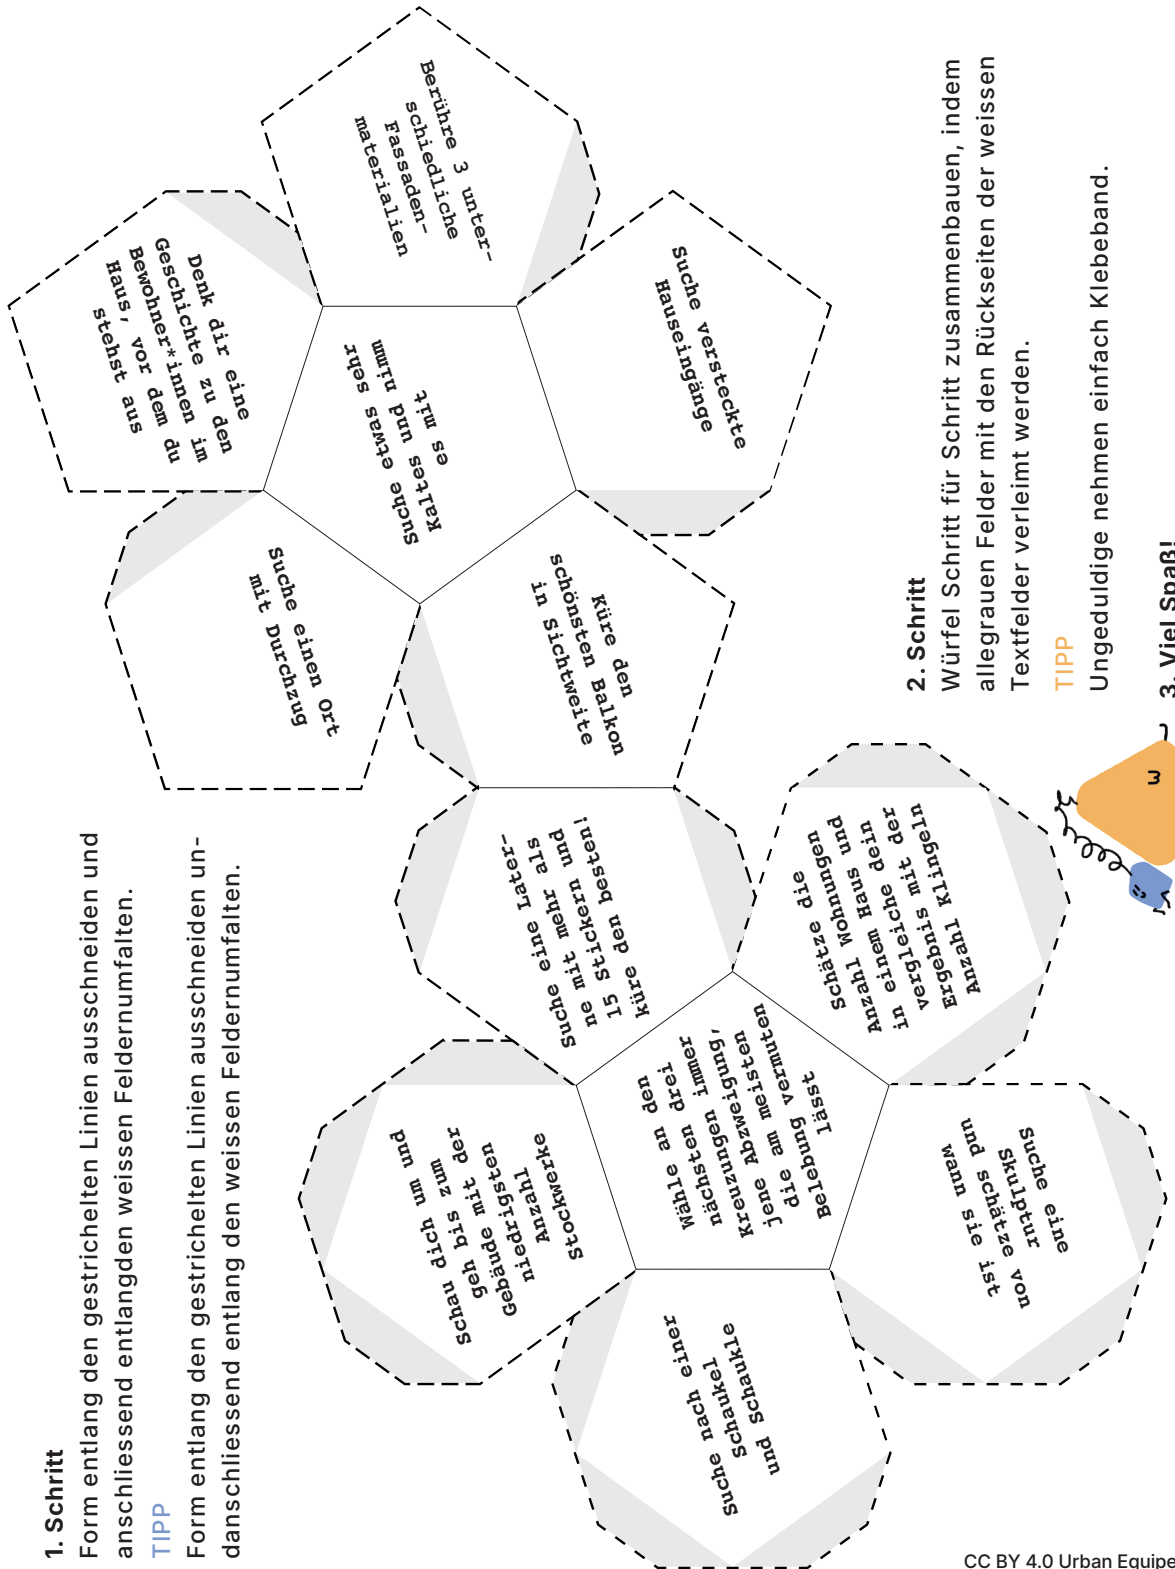 1. Schritt
Form entlang den gestrichelten Linien ausschneiden und
anschliessend entlangden weissen Feldernumfalten.
TIPP
Form entlang den gestrichelten Linien ausschneiden un-
danschliessend entlang den weissen Feldernumfalten.
Denk dir eine
Geschichte zu den
Bewohner*innen im
Haus, vor dem du
stehst aus
Berühre 3 unter-
schiedliche
Fassaden-
materialien
Suche einen Ort
mit Durchzug
Suche etwas sehr
Kaltes und nimm
es mit
Suche versteckte
Hauseingänge
Küre den
schönsten Balkon
in Sichtweite
Suche eine Later-
ne mit mehr als
15 Stickern und
küre den besten!
Schau dich um und
geh bis zum
Gebäude mit der
niedrigsten
Anzahl
Stockwerke
Wähle an den
nächsten drei
Kreuzungen immer
jene Abzweigung,
die am meisten
Belebung vermuten
lässt
Schätze die
Anzahl Wohnungen
in einem Haus und
vergleiche dein
Ergebnis mit der
Anzahl Klingeln
Suche nach einer
Schaukel
und Schaukle
Suche eine
Skulptur
und schätze von
wann sie ist
2. Schritt
Würfel Schritt für Schritt zusammenbauen, indem
allegrauen Felder mit den Rückseiten der weissen
Textfelder verleimt werden.
TIPP
Ungeduldige nehmen einfach Klebeband.
3. Viel Spaß!
CC BY 4.0 Urban Equipe